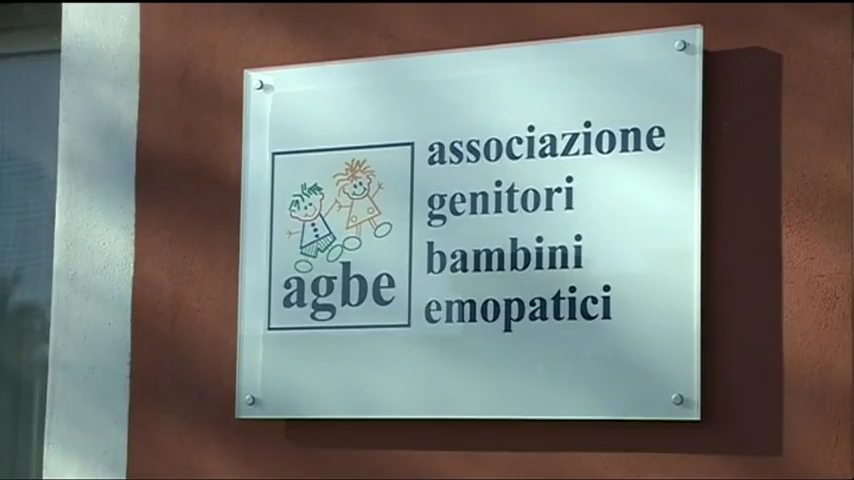 agbe
associazione
genitori
bambini
emopatici